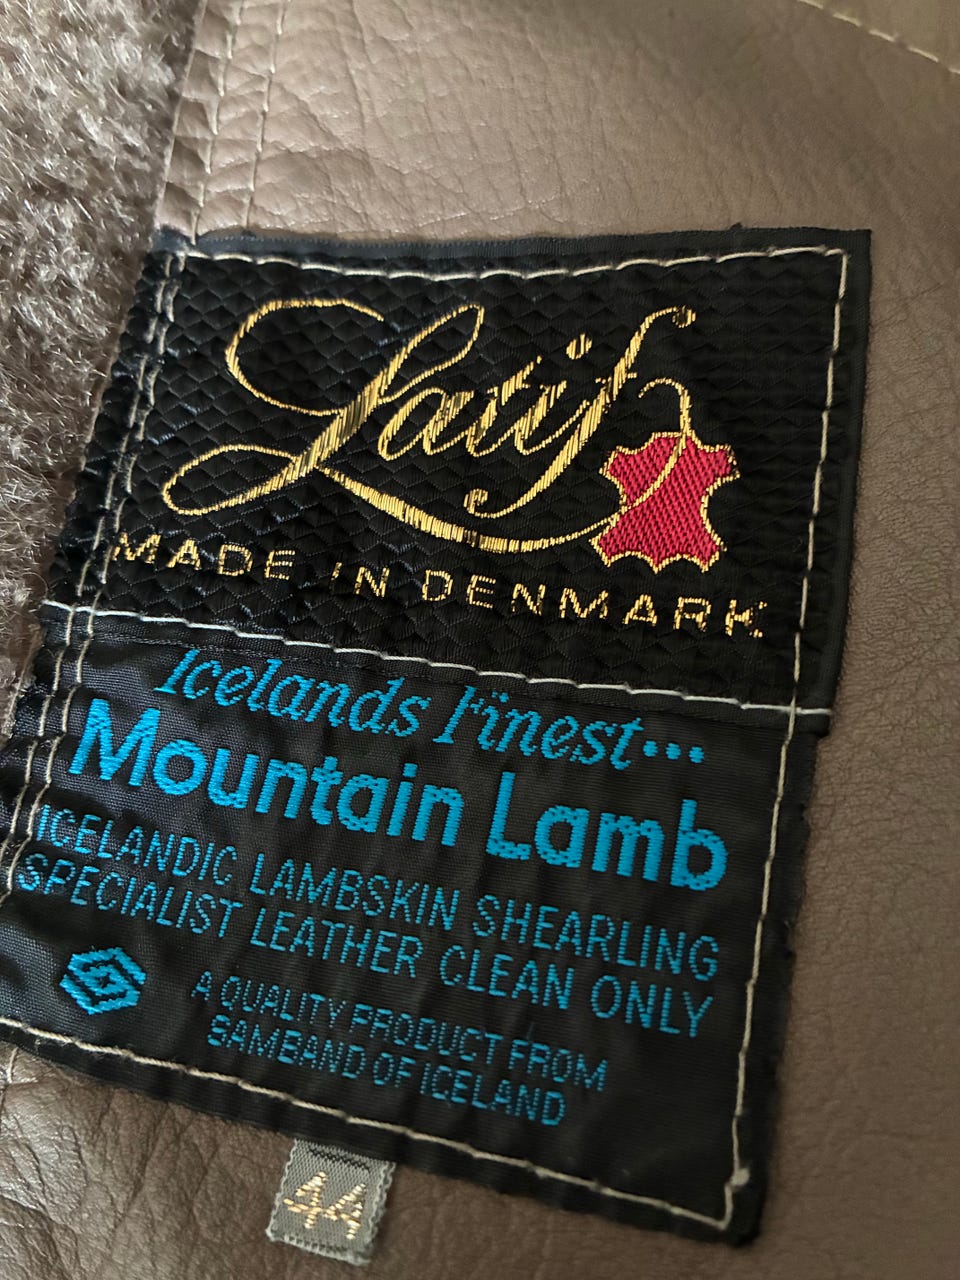 Latif
MADE IN DENMARK
Icelands Finest...
Mountain Lamb
ICELANDIC LAMBSKIN SHEARLING
SPECIALIST LEATHER CLEAN ONLY
A QUALITY PRODUCT FROM
SAMBAND OF ICELAND
44